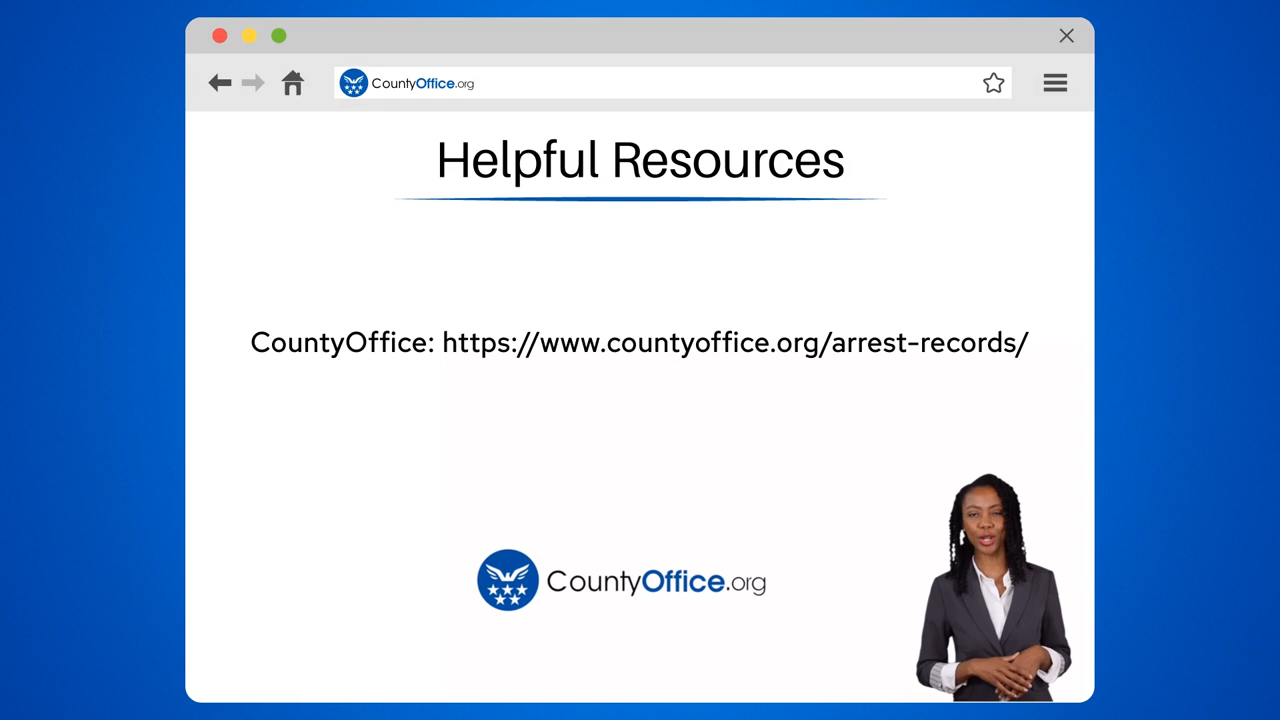 CountyOffice.org
Helpful Resources
CountyOffice: https://www.countyoffice.org/arrest-records/
CountyOffice.org